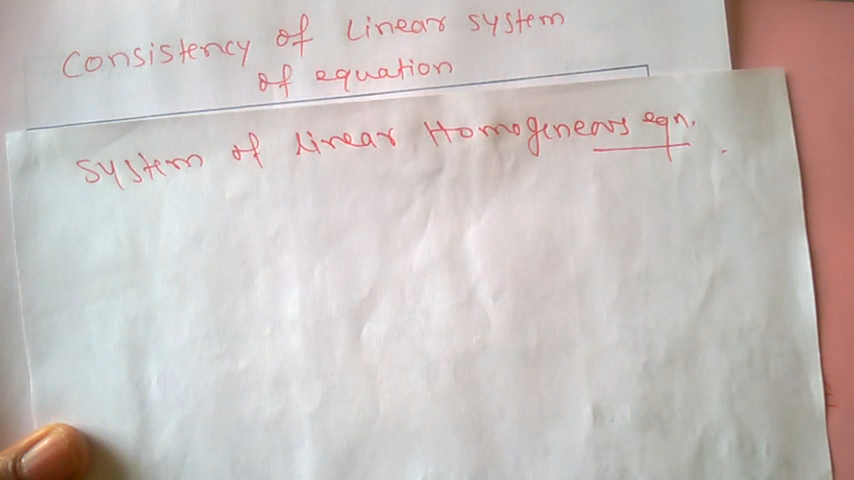 Consistency of Linear system
of equation
System of Linear Homogeneous eqn.